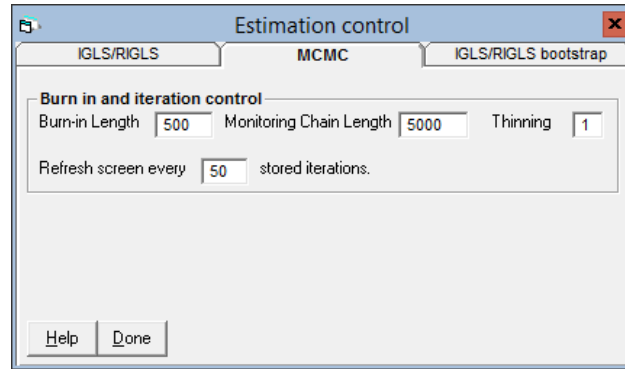 Estimation control
IGLS/RIGLS MCMC IGLS/RIGLS bootstrap
Burn in and iteration control
Burn-in Length 500 Monitoring Chain Length 5000 Thinning 1
Refresh screen every 50 stored iterations.
Help Done